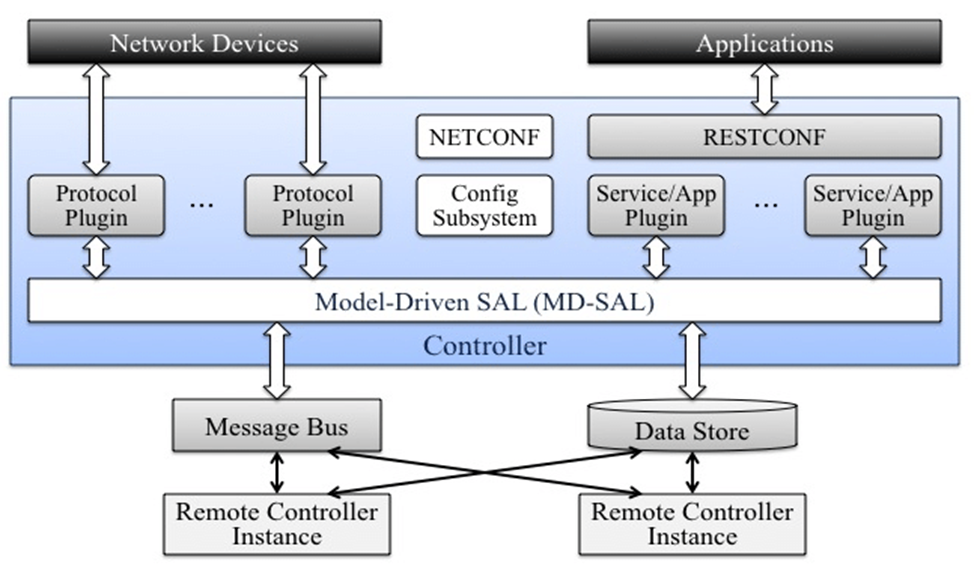 Network Devices
Applications
NETCONF
RESTCONF
Protocol
Plugin
...
Protocol
Plugin
Config
Subsystem
Service/App
Plugin
...
Service/App
Plugin
Model-Driven SAL (MD-SAL)
Controller
Message Bus
Data Store
Remote Controller
Instance
Remote Controller
Instance